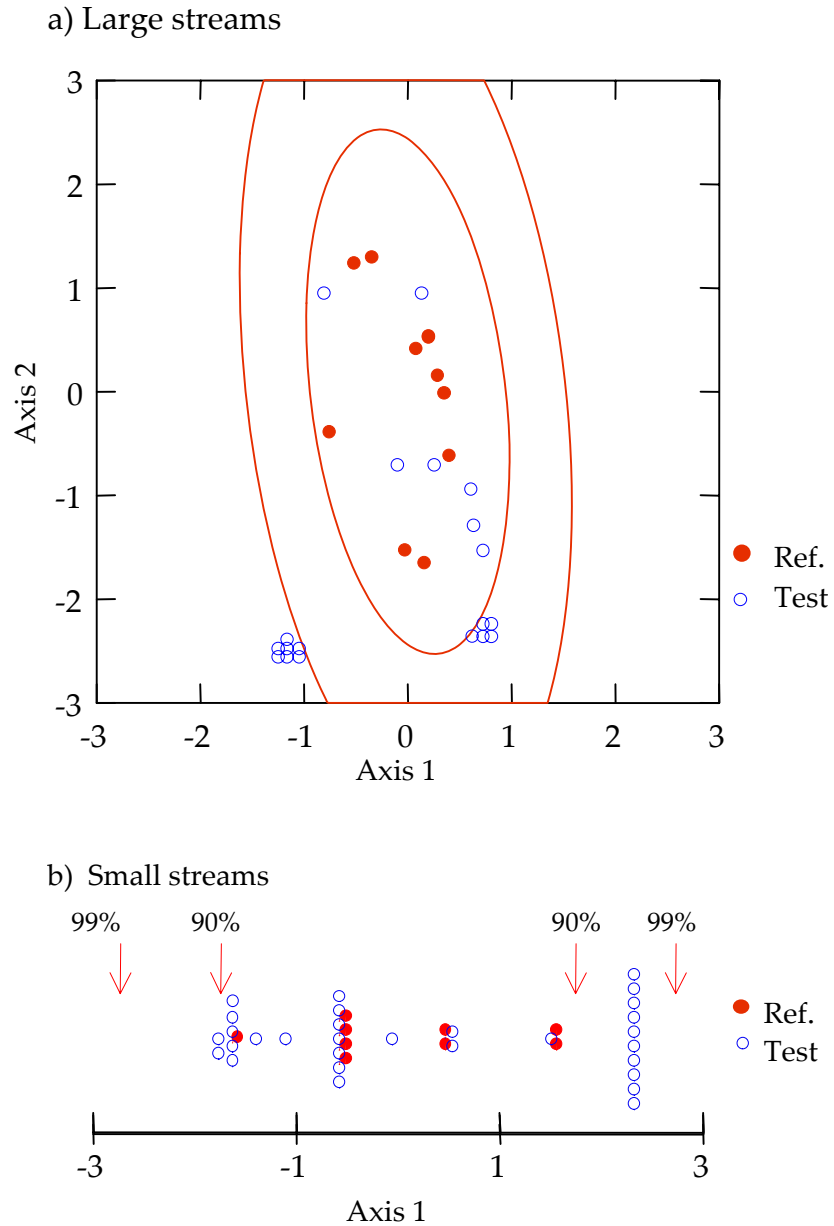 a) Large streams
3
2
1
0
-1
-2
-3
Axis 2
-3 -2 -1 0 1 2 3
Axis 1
Ref.
Test
b) Small streams
99% 90% 90% 99%
Ref.
Test
-3 -1 1 3
Axis 1